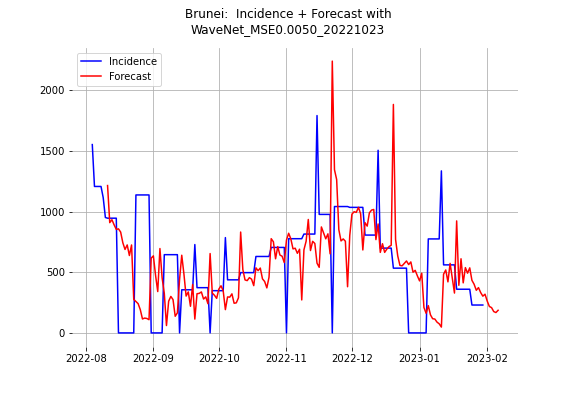 Brunei:  Incidence + Forecast with
WaveNet_MSE0.0050_20221023
Incidence
Forecast
2000
1500
1000
500
0
2022-08 2022-09 2022-10 2022-11 2022-12 2023-01 2023-02